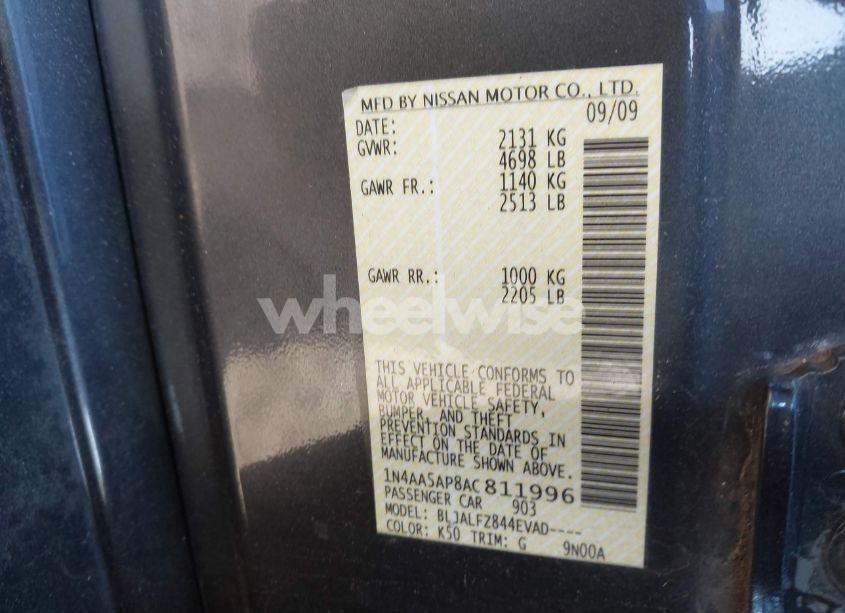 MFD BY NISSAN MOTOR CO., LTD.
DATE: 09/09
GVWR: 2131 KG
4698 LB
GAWR FR.: 1140 KG
2513 LB
GAWR RR.: 1000 KG
2205 LB
wheelwise
THIS VEHICLE CONFORMS TO
ALL APPLICABLE FEDERAL
MOTOR VEHICLE SAFETY,
BUMPER, AND THEFT
PREVENTION STANDARDS IN
EFFECT ON THE DATE OF
MANUFACTURE SHOWN ABOVE.
1N4AA5AP8AC811996
PASSENGER CAR 903
MODEL: BLJALFZ844EVAD----
COLOR: K50 TRIM: G 9N00A